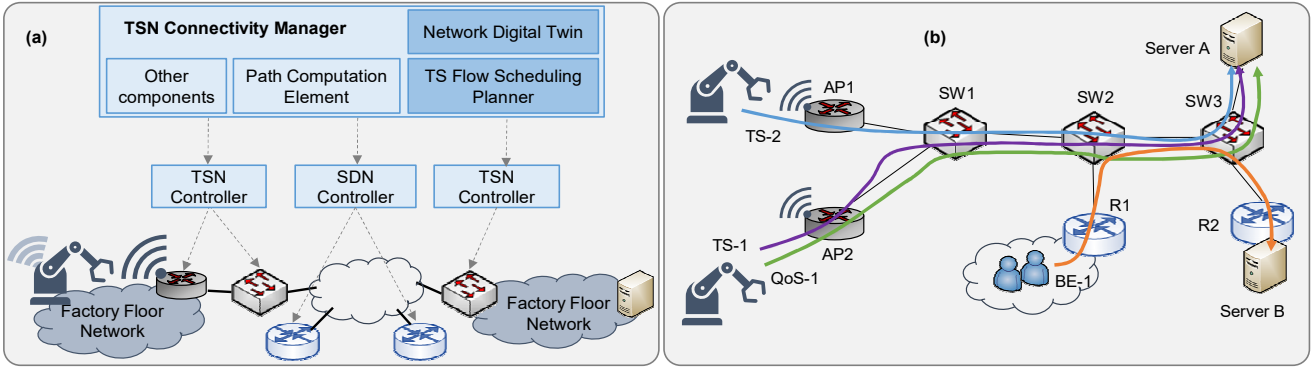 (a)
TSN Connectivity Manager
Network Digital Twin
Other
components
Path Computation
Element
TS Flow Scheduling
Planner
TSN
Controller
SDN
Controller
TSN
Controller
Factory Floor
Network
Factory Floor
Network
(b)
Server A
AP1
SW1
SW2
SW3
TS-2
R1
R2
TS-1
AP2
QoS-1
BE-1
Server B